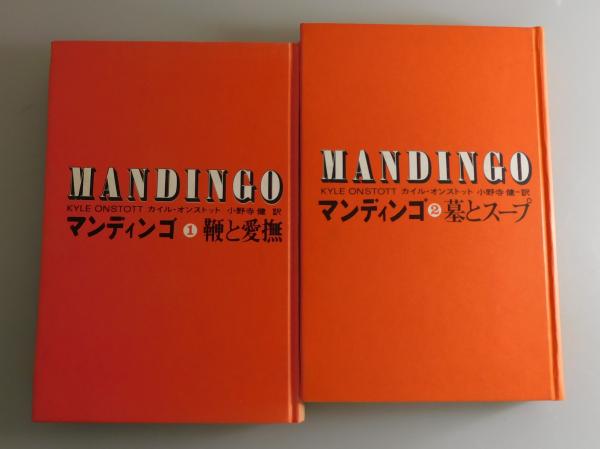 MANDINGO
KYLE ONSTOTT カイル・オンストット 小野寺健 訳
マンディンゴ 1 鞭と愛撫
MANDINGO
KYLE ONSTOTT カイル・オンストット 小野寺健=訳
マンディンゴ 2 墓とスープ